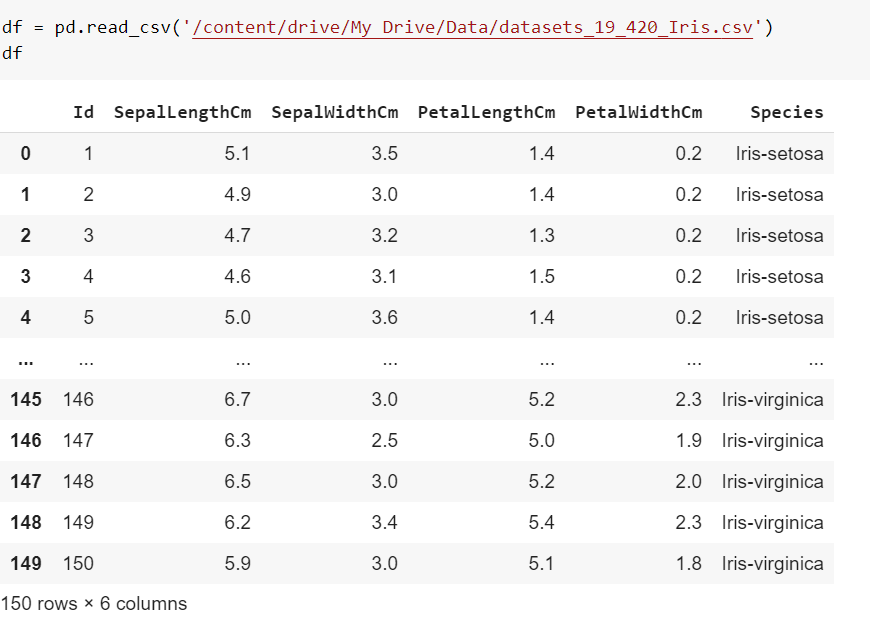 df = pd.read_csv('/content/drive/My Drive/Data/datasets_19_420_Iris.csv')
df
Id SepalLengthCm SepalWidthCm PetalLengthCm PetalWidthCm Species
0 1 5.1 3.5 1.4 0.2 Iris-setosa
1 2 4.9 3.0 1.4 0.2 Iris-setosa
2 3 4.7 3.2 1.3 0.2 Iris-setosa
3 4 4.6 3.1 1.5 0.2 Iris-setosa
4 5 5.0 3.6 1.4 0.2 Iris-setosa
... ... ... ... ... ... ...
145 146 6.7 3.0 5.2 2.3 Iris-virginica
146 147 6.3 2.5 5.0 1.9 Iris-virginica
147 148 6.5 3.0 5.2 2.0 Iris-virginica
148 149 6.2 3.4 5.4 2.3 Iris-virginica
149 150 5.9 3.0 5.1 1.8 Iris-virginica
150 rows × 6 columns